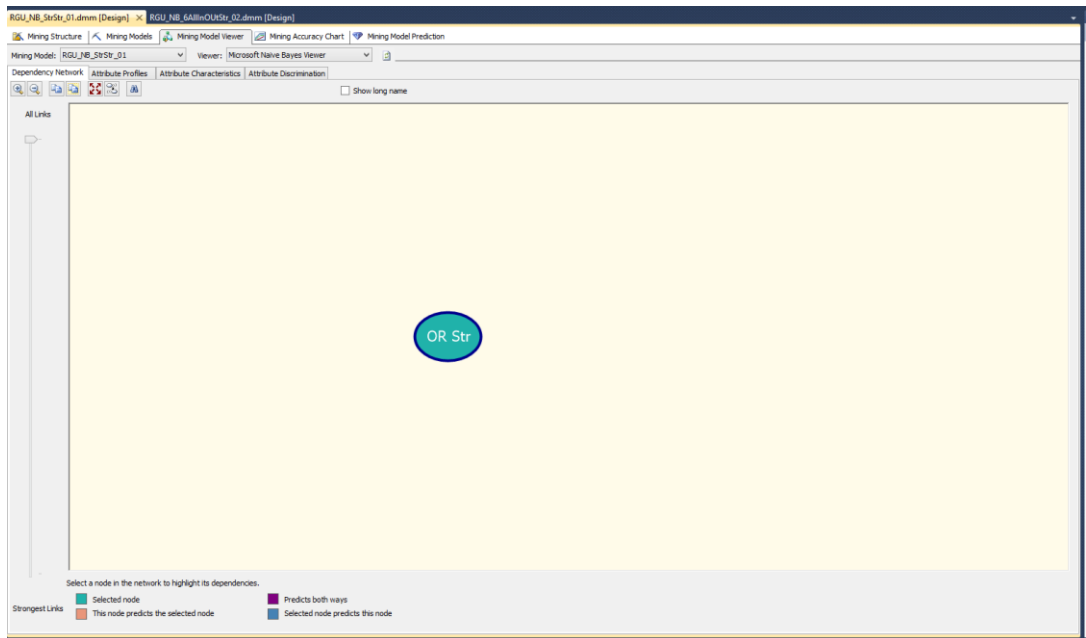 RGU_NB_StrStr_01.dmm [Design] RGU_NB_6AllInOUtStr_02.dmm [Design]
Mining Structure Mining Models Mining Model Viewer Mining Accuracy Chart Mining Model Prediction
Mining Model: RGU_NB_StrStr_01 Viewer: Microsoft Naive Bayes Viewer
Dependency Network Attribute Profiles Attribute Characteristics Attribute Discrimination
Show long name
All Links
OR Str
Select a node in the network to highlight its dependencies.
Selected node Predicts both ways
Strongest Links
This node predicts the selected node Selected node predicts this node